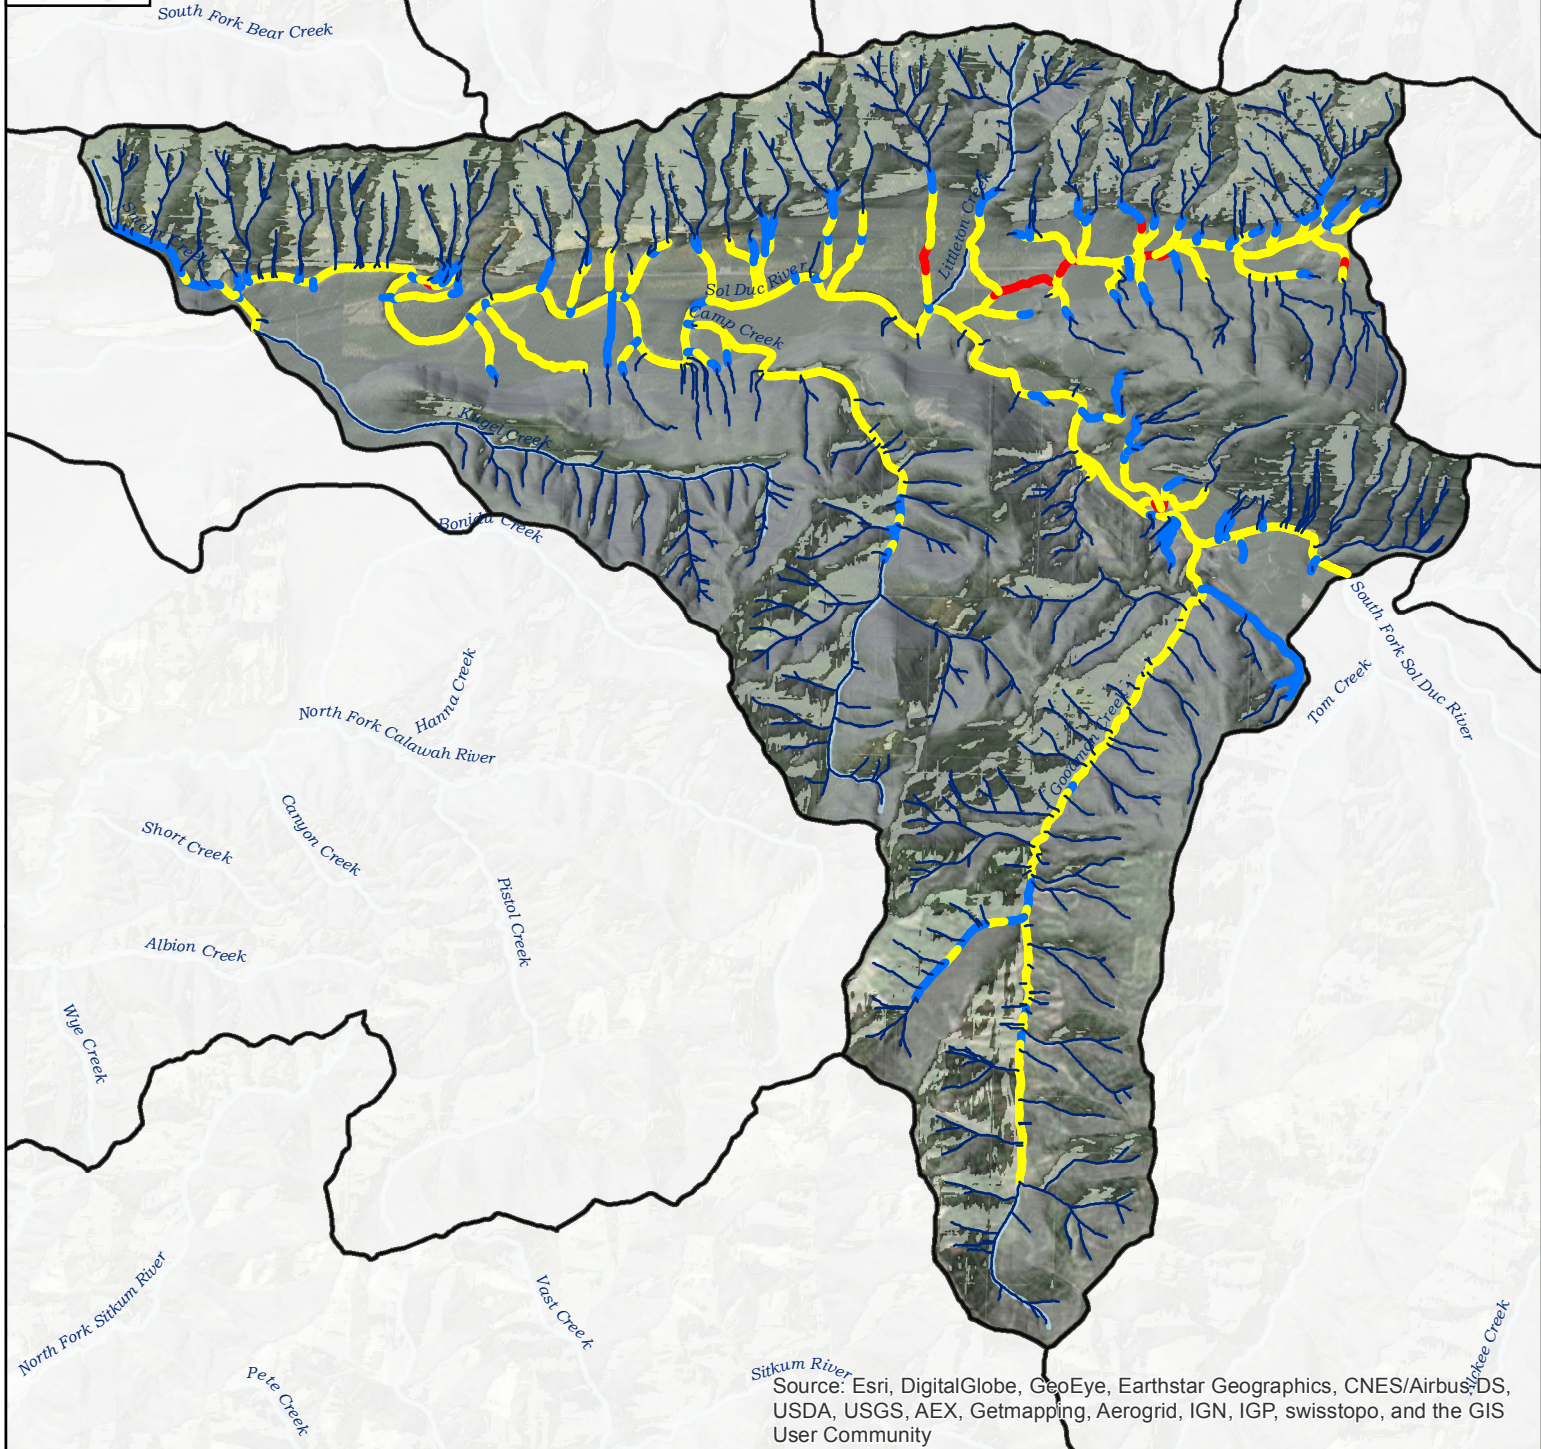 South Fork Bear Creek
Littleton Creek
Sol Duc River
Camp Creek
Kugel Creek
Bonidu Creek
South Fork Sol Duc River
Tom Creek
Hanna Creek
North Fork Calawah River
Goodman Creek
Canyon Creek
Short Creek
Pistol Creek
Albion Creek
Wye Creek
North Fork Sitkum River
Vast Creek
Pete Creek
Sitkum River
Creek
Source: Esri, DigitalGlobe, GeoEye, Earthstar Geographics, CNES/Airbus DS,
USDA, USGS, AEX, Getmapping, Aerogrid, IGN, IGP, swisstopo, and the GIS
User Community